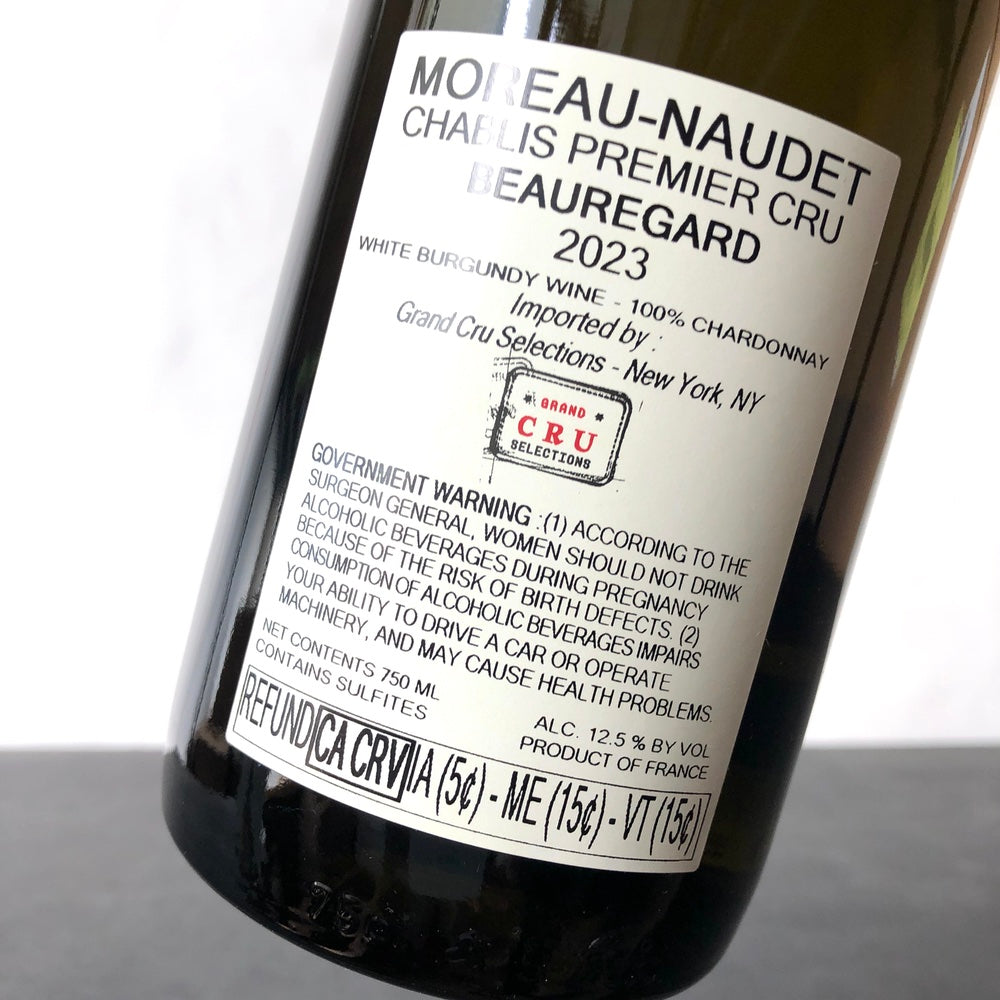 MOREAU-NAUDET
CHABLIS PREMIER CRU
BEAUREGARD
2023
WHITE BURGUNDY WINE - 100% CHARDONNAY
Imported by :
Grand Cru Selections - New York, NY
GRAND
CRU
SELECTIONS
GOVERNMENT WARNING :(1) ACCORDING TO THE
SURGEON GENERAL, WOMEN SHOULD NOT DRINK
ALCOHOLIC BEVERAGES DURING PREGNANCY
BECAUSE OF THE RISK OF BIRTH DEFECTS. (2)
CONSUMPTION OF ALCOHOLIC BEVERAGES IMPAIRS
YOUR ABILITY TO DRIVE A CAR OR OPERATE
MACHINERY, AND MAY CAUSE HEALTH PROBLEMS.
NET CONTENTS 750 ML
CONTAINS SULFITES
ALC. 12.5 % BY VOL
PRODUCT OF FRANCE
REFUND CA CRV IA (5¢) - ME (15¢) - VT (15¢)